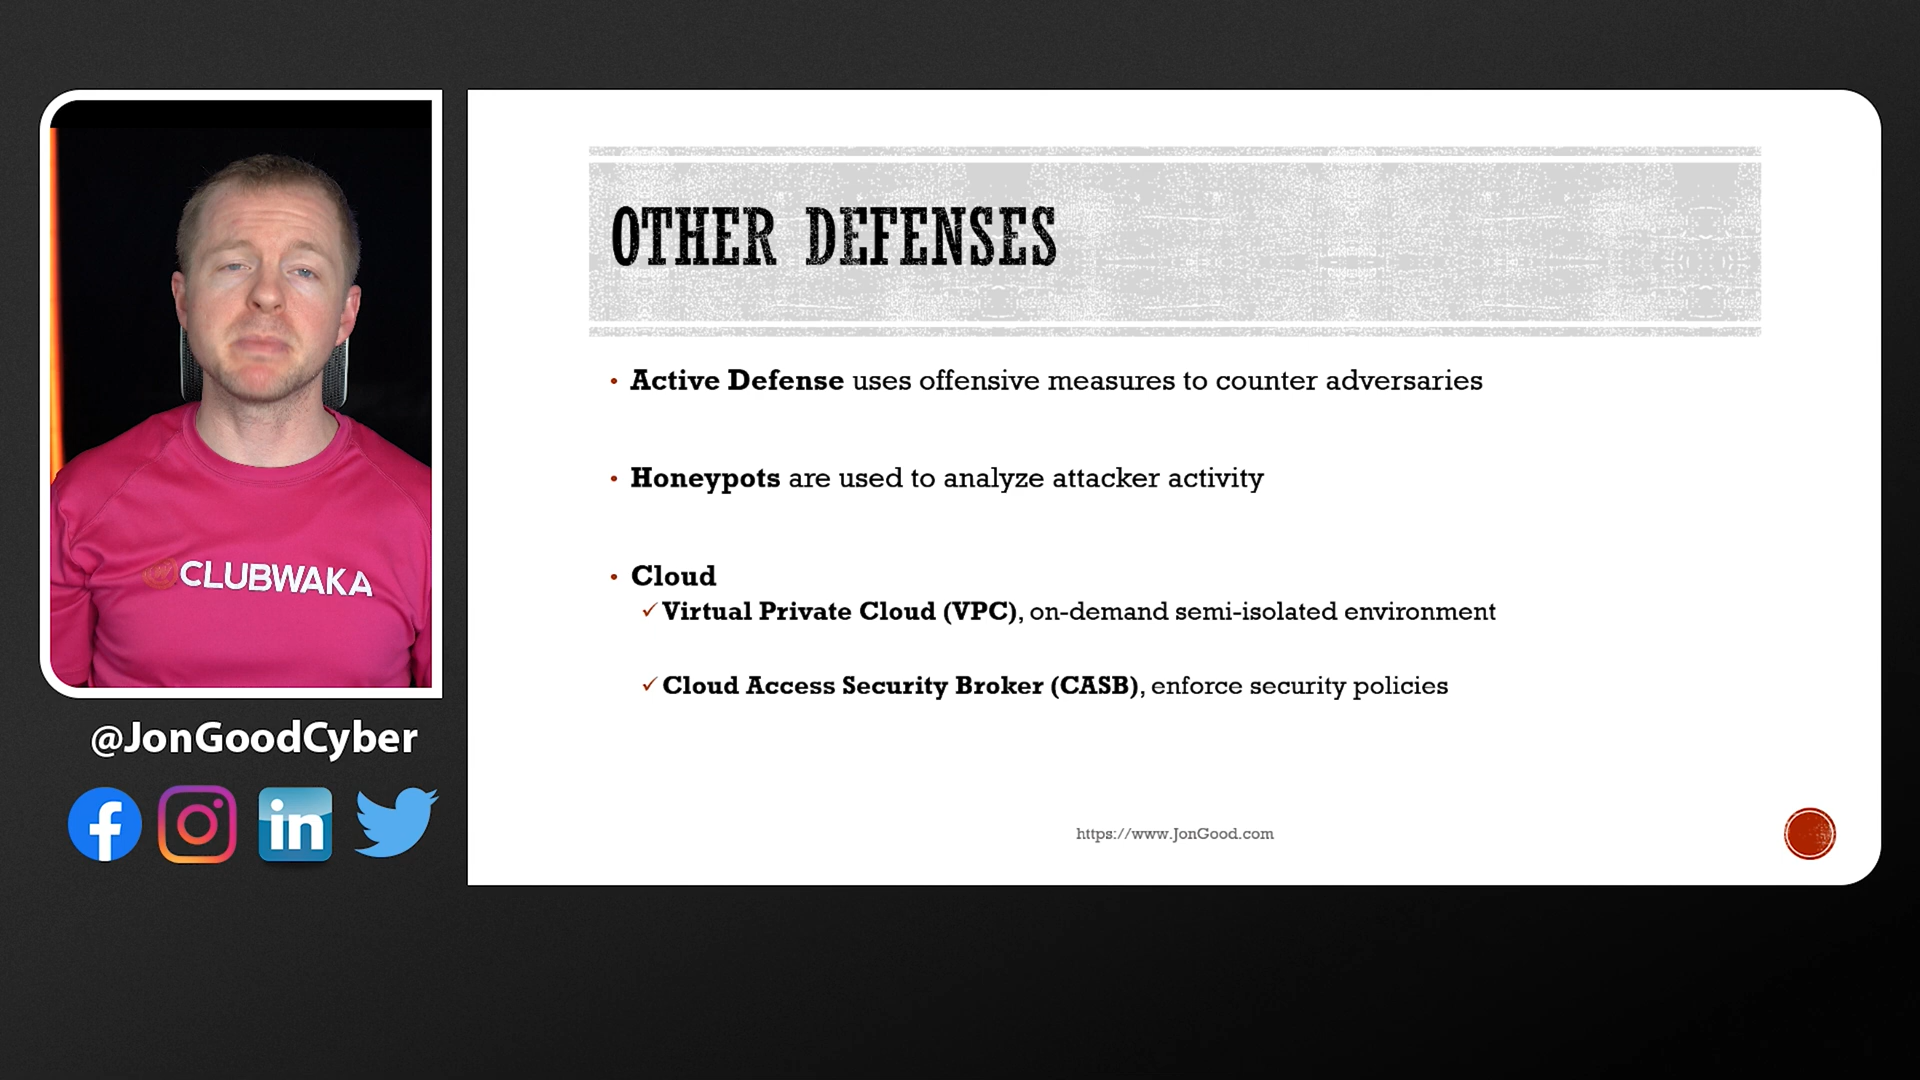 CLUBWAKA
@JonGoodCyber
OTHER DEFENSES
• Active Defense uses offensive measures to counter adversaries
• Honeypots are used to analyze attacker activity
• Cloud
✓ Virtual Private Cloud (VPC), on-demand semi-isolated environment
✓ Cloud Access Security Broker (CASB), enforce security policies
https://www.JonGood.com